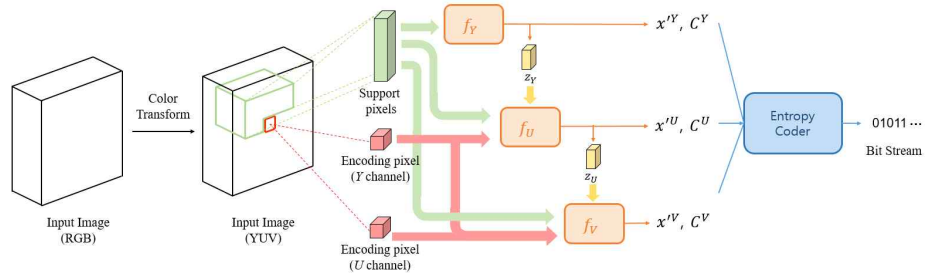 Input Image
(RGB)
Color
Transform
Input Image
(YUV)
Support
pixels
Encoding pixel
(Y channel)
Encoding pixel
(U channel)
f_Y
z_Y
f_U
z_U
f_V
x'^Y, C^Y
x'^U, C^U
x'^V, C^V
Entropy
Coder
01011⋯
Bit Stream